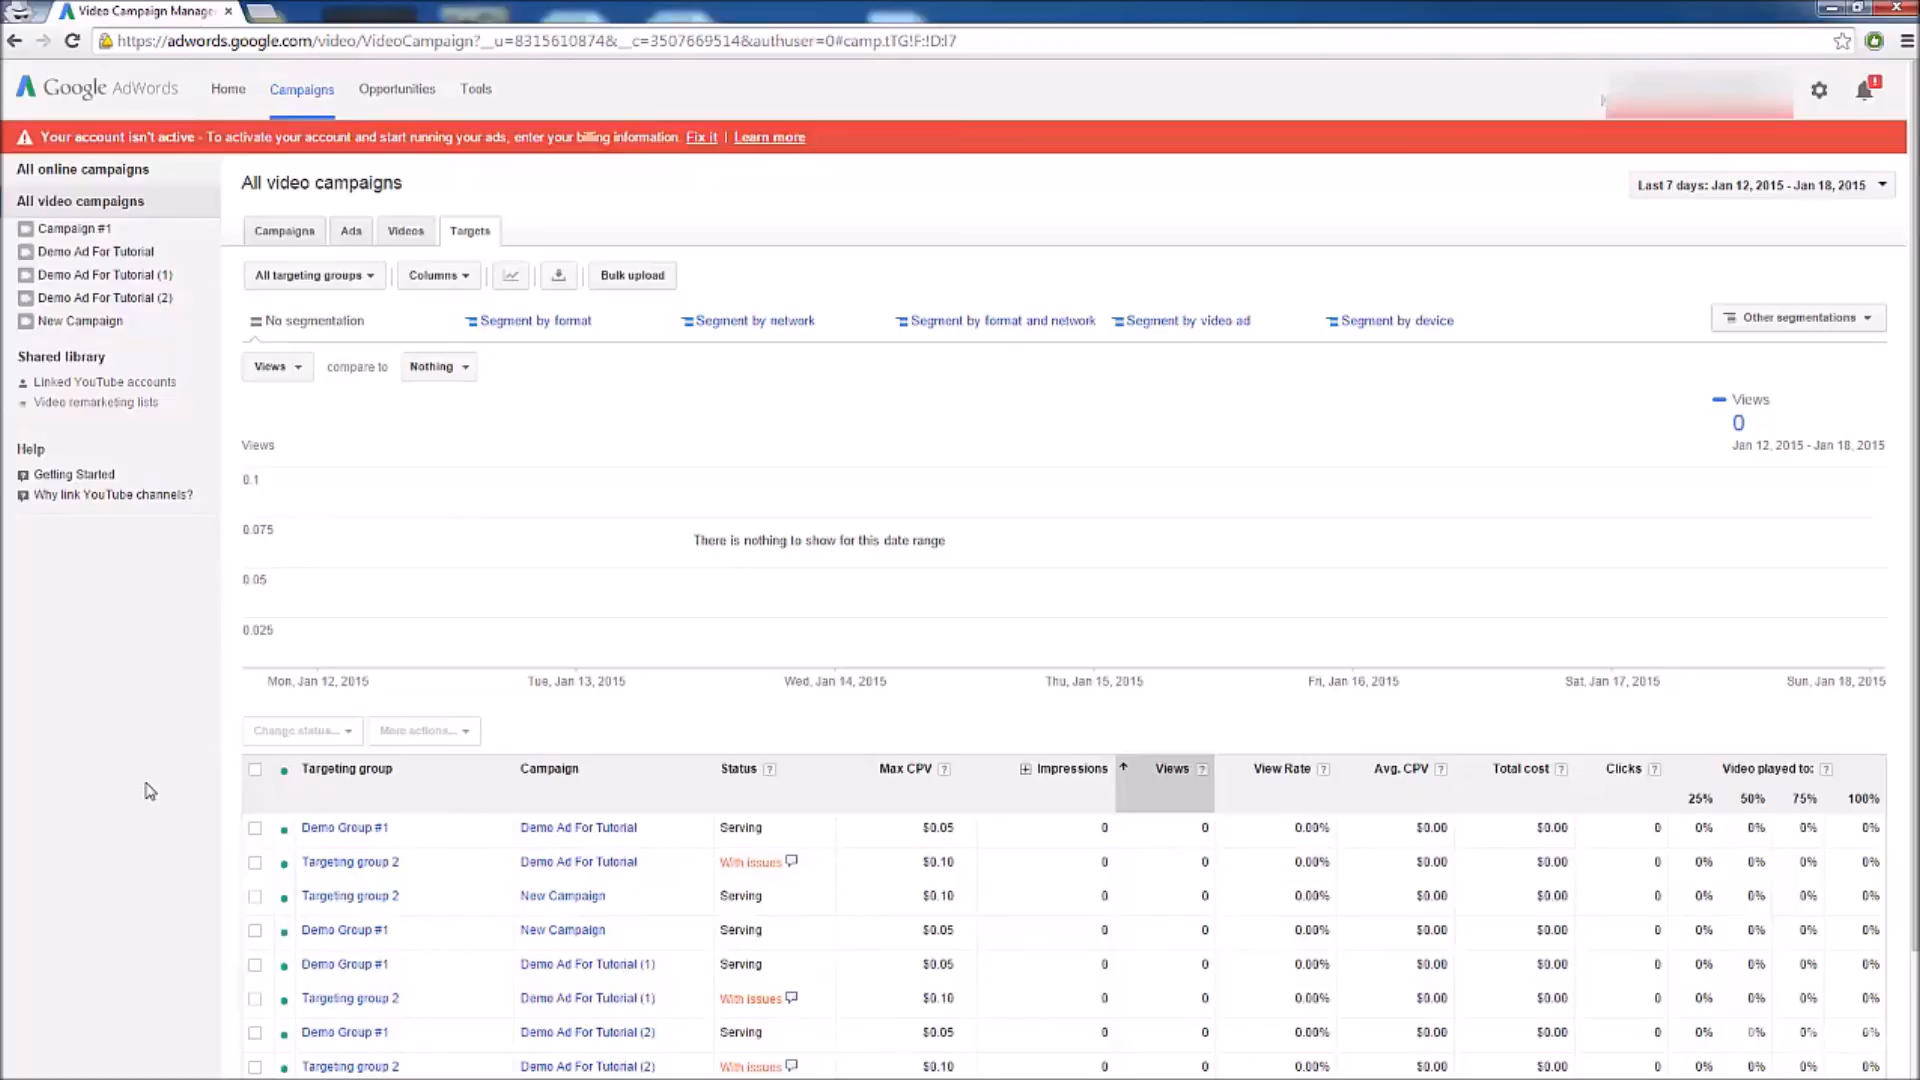 Video Campaign Manage
https://adwords.google.com/video/VideoCampaign?__u=8315610874&__c=3507669514&authuser=0#camp.tTG!F:!D:l7
Google AdWords Home Campaigns Opportunities Tools
Your account isn't active - To activate your account and start running your ads, enter your billing information. Fix it | Learn more
All online campaigns
All video campaigns
Campaign #1
Demo Ad For Tutorial
Demo Ad For Tutorial (1)
Demo Ad For Tutorial (2)
New Campaign
Shared library
Linked YouTube accounts
Video remarketing lists
Help
Getting Started
Why link YouTube channels?
All video campaigns
Last 7 days: Jan 12, 2015 - Jan 18, 2015
Campaigns Ads Videos Targets
All targeting groups Columns Bulk upload
No segmentation Segment by format Segment by network Segment by format and network Segment by video ad Segment by device Other segmentations
Views compare to Nothing
Views
0
Jan 12, 2015 - Jan 18, 2015
Views
0.1
0.075
There is nothing to show for this date range
0.05
0.025
Mon, Jan 12, 2015 Tue, Jan 13, 2015 Wed, Jan 14, 2015 Thu, Jan 15, 2015 Fri, Jan 16, 2015 Sat, Jan 17, 2015 Sun, Jan 18, 2015
Change status... More actions...
Targeting group Campaign Status ? Max CPV ? Impressions Views ? View Rate ? Avg. CPV ? Total cost ? Clicks ? Video played to: ?
25% 50% 75% 100%
Demo Group #1 Demo Ad For Tutorial Serving $0.05 0 0 0.00% $0.00 $0.00 0 0% 0% 0% 0%
Targeting group 2 Demo Ad For Tutorial With issues $0.10 0 0 0.00% $0.00 $0.00 0 0% 0% 0% 0%
Targeting group 2 New Campaign Serving $0.10 0 0 0.00% $0.00 $0.00 0 0% 0% 0% 0%
Demo Group #1 New Campaign Serving $0.05 0 0 0.00% $0.00 $0.00 0 0% 0% 0% 0%
Demo Group #1 Demo Ad For Tutorial (1) Serving $0.05 0 0 0.00% $0.00 $0.00 0 0% 0% 0% 0%
Targeting group 2 Demo Ad For Tutorial (1) With issues $0.10 0 0 0.00% $0.00 $0.00 0 0% 0% 0% 0%
Demo Group #1 Demo Ad For Tutorial (2) Serving $0.05 0 0 0.00% $0.00 $0.00 0 0% 0% 0% 0%
Targeting group 2 Demo Ad For Tutorial (2) With issues $0.10 0 0 0.00% $0.00 $0.00 0 0% 0% 0% 0%